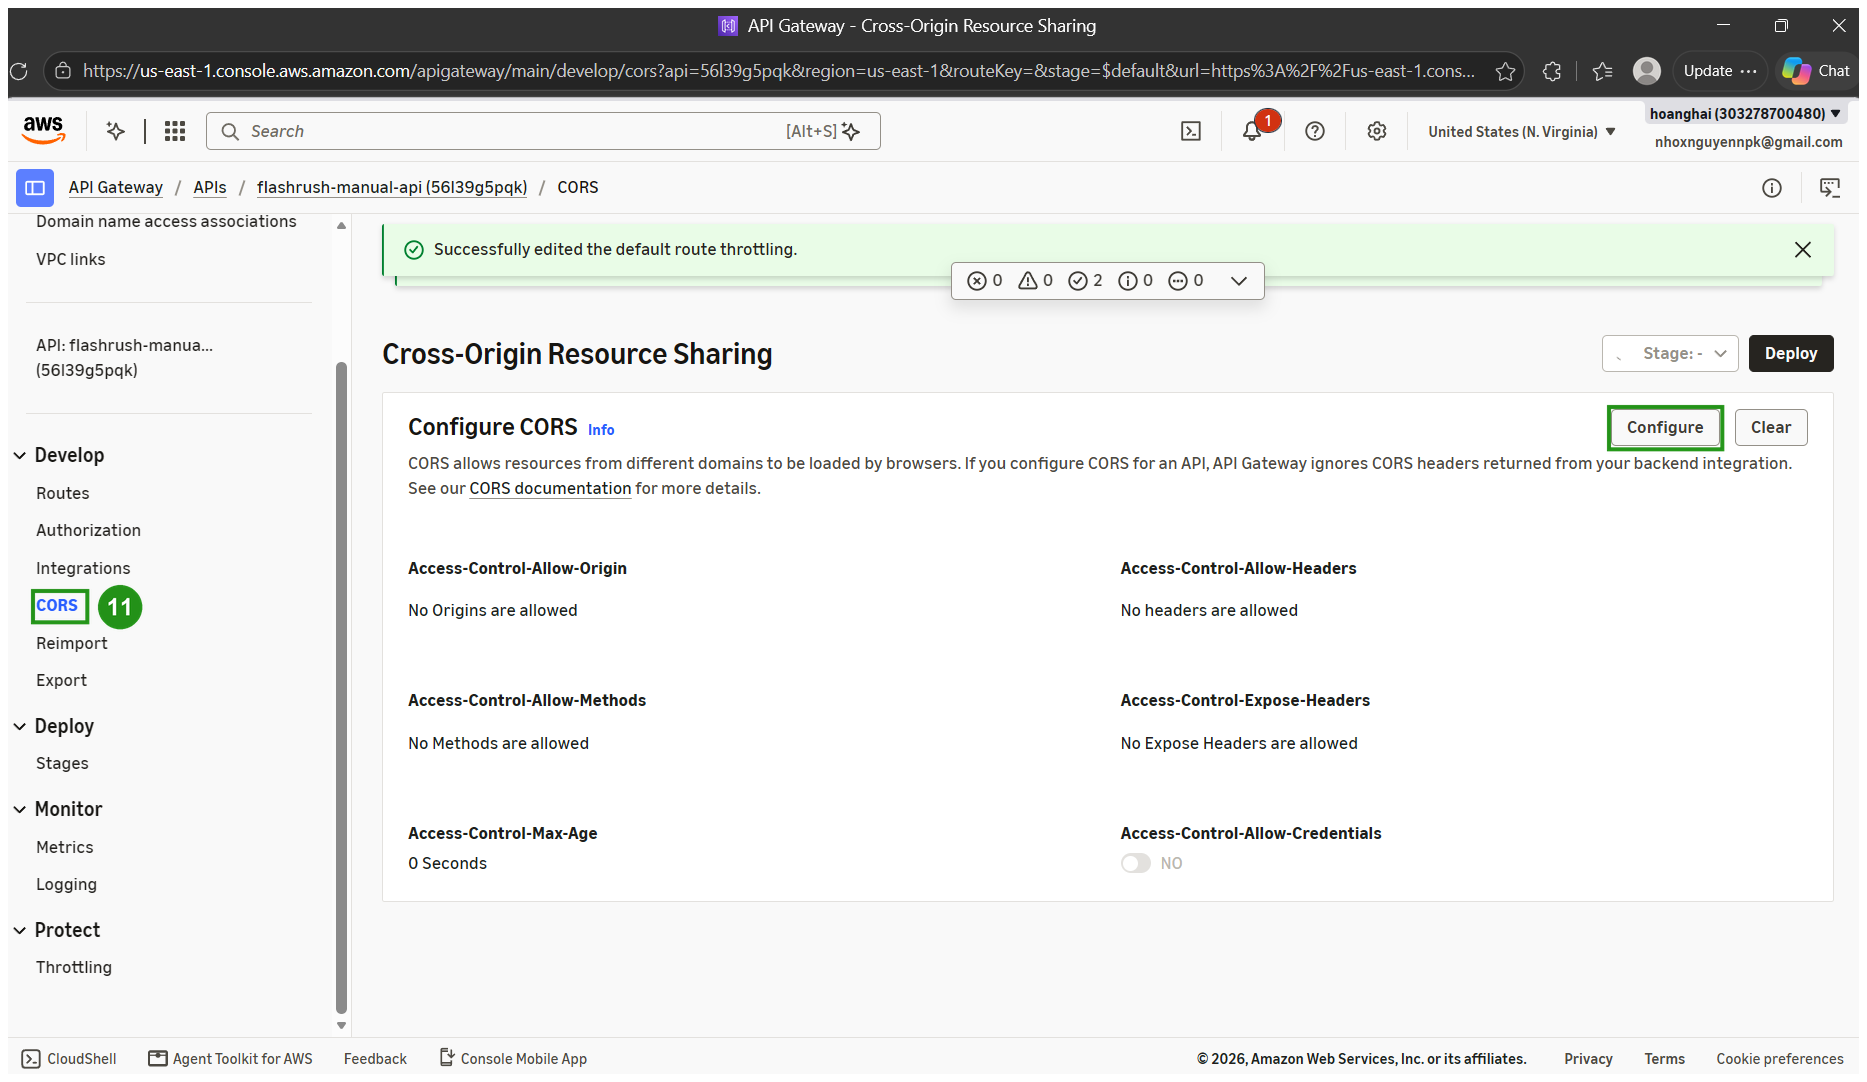 API Gateway - Cross-Origin Resource Sharing
https://us-east-1.console.aws.amazon.com/apigateway/main/develop/cors?api=56l39g5pqk&region=us-east-1&routeKey=&stage=$default&url=https%3A%2F%2Fus-east-1.cons...
Update
Chat
aws
Search
[Alt+S]
1
United States (N. Virginia)
hoanghai (303278700480)
nhoxnguyennpk@gmail.com
API Gateway / APIs / flashrush-manual-api (56l39g5pqk) / CORS
Domain name access associations
VPC links
API: flashrush-manua...
(56l39g5pqk)
Develop
Routes
Authorization
Integrations
CORS
11
Reimport
Export
Deploy
Stages
Monitor
Metrics
Logging
Protect
Throttling
Successfully edited the default route throttling.
0 0 2 0 0
Cross-Origin Resource Sharing
Stage: -
Deploy
Configure CORS Info
Configure
Clear
CORS allows resources from different domains to be loaded by browsers. If you configure CORS for an API, API Gateway ignores CORS headers returned from your backend integration.
See our CORS documentation for more details.
Access-Control-Allow-Origin
No Origins are allowed
Access-Control-Allow-Headers
No headers are allowed
Access-Control-Allow-Methods
No Methods are allowed
Access-Control-Expose-Headers
No Expose Headers are allowed
Access-Control-Max-Age
0 Seconds
Access-Control-Allow-Credentials
NO
CloudShell
Agent Toolkit for AWS
Feedback
Console Mobile App
© 2026, Amazon Web Services, Inc. or its affiliates.
Privacy
Terms
Cookie preferences